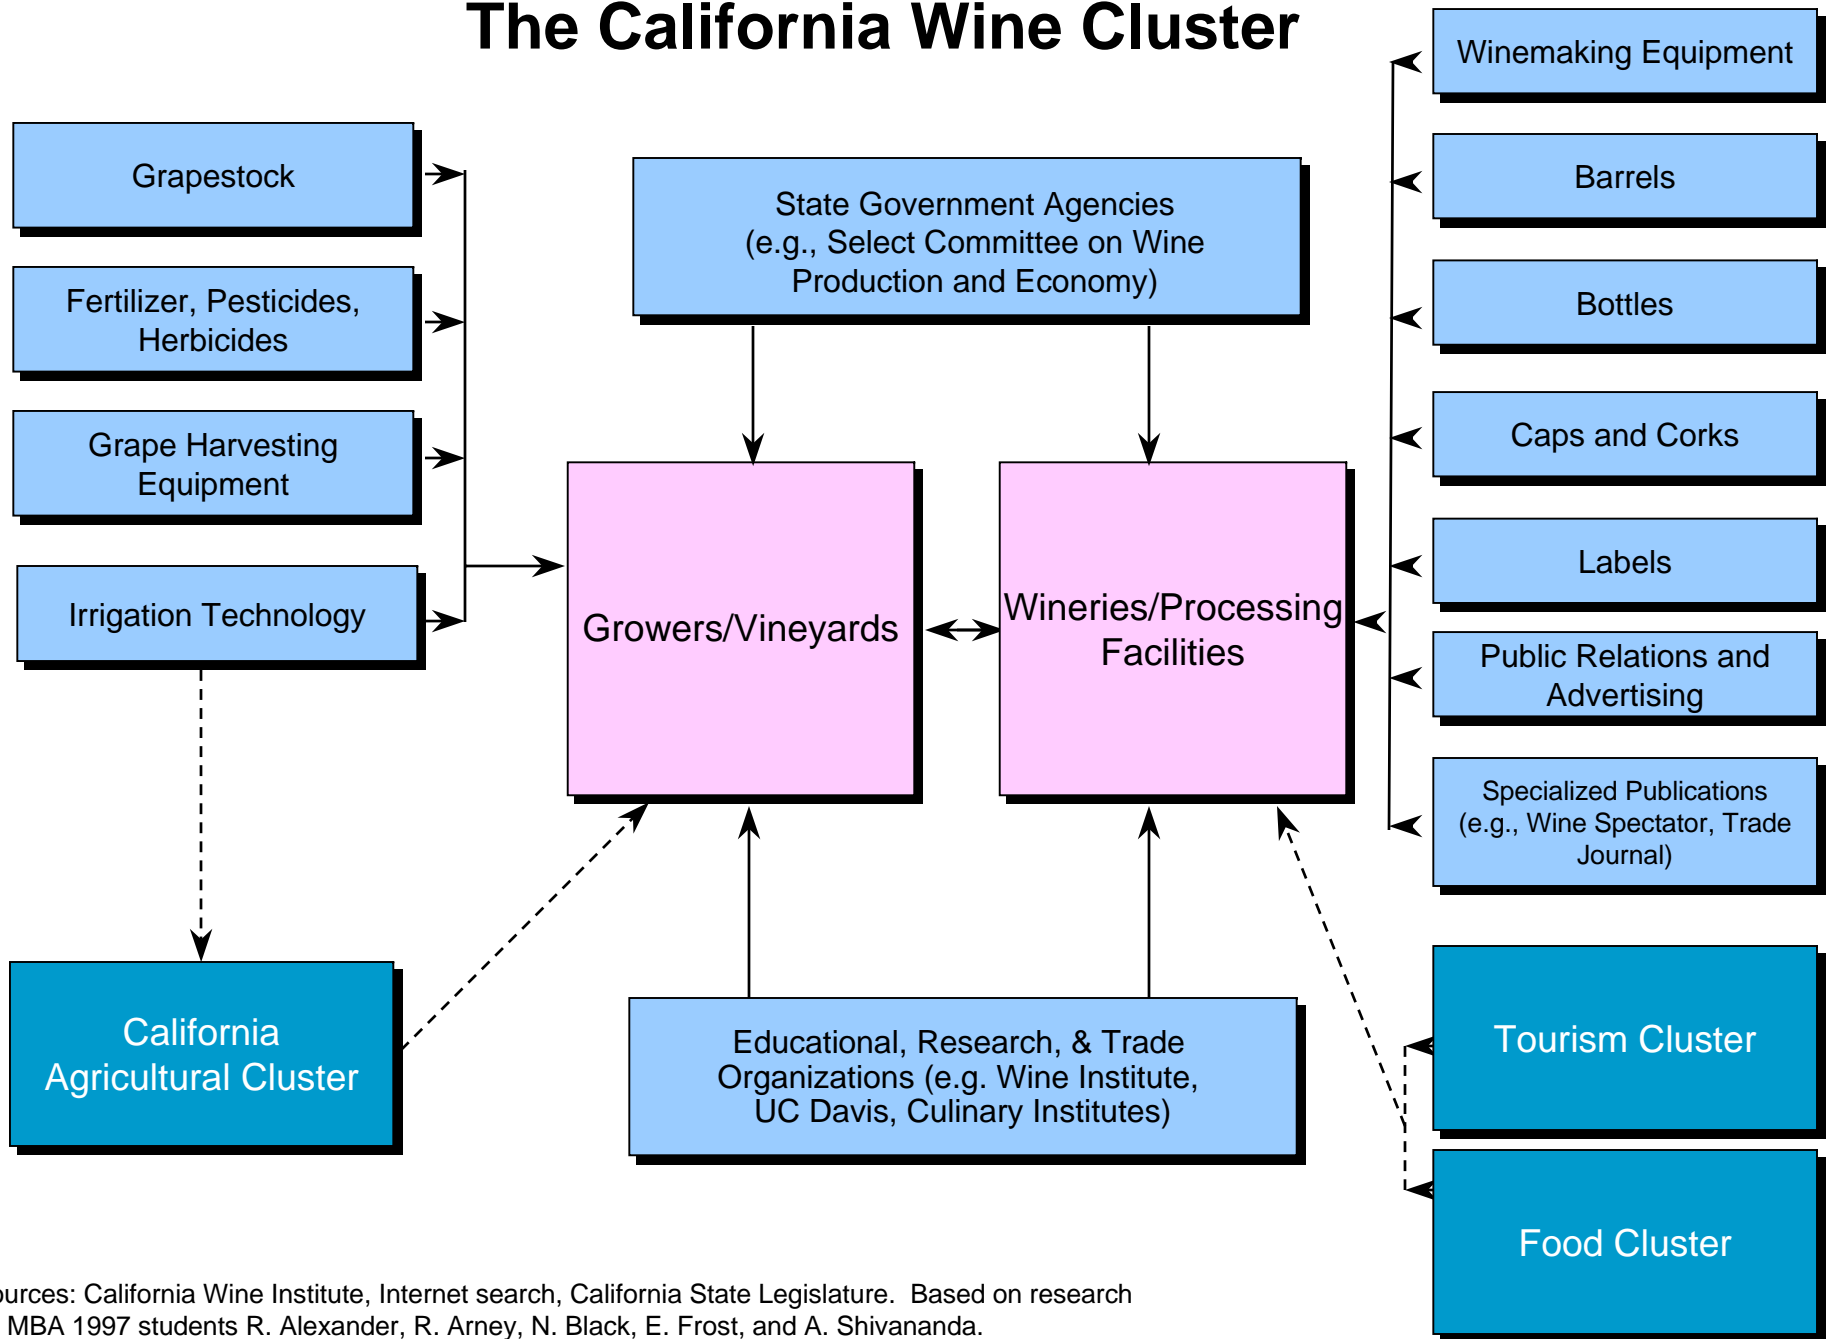 The California Wine Cluster
Grapestock
Fertilizer, Pesticides,
Herbicides
Grape Harvesting
Equipment
Irrigation Technology
State Government Agencies
(e.g., Select Committee on Wine
Production and Economy)
Growers/Vineyards
Wineries/Processing
Facilities
Winemaking Equipment
Barrels
Bottles
Caps and Corks
Labels
Public Relations and
Advertising
Specialized Publications
(e.g., Wine Spectator, Trade
Journal)
California
Agricultural Cluster
Educational, Research, & Trade
Organizations (e.g. Wine Institute,
UC Davis, Culinary Institutes)
Tourism Cluster
Food Cluster
California Wine Institute, Internet search, California State Legislature. Based on research
MBA 1997 students R. Alexander, R. Arney, N. Black, E. Frost, and A. Shivananda.